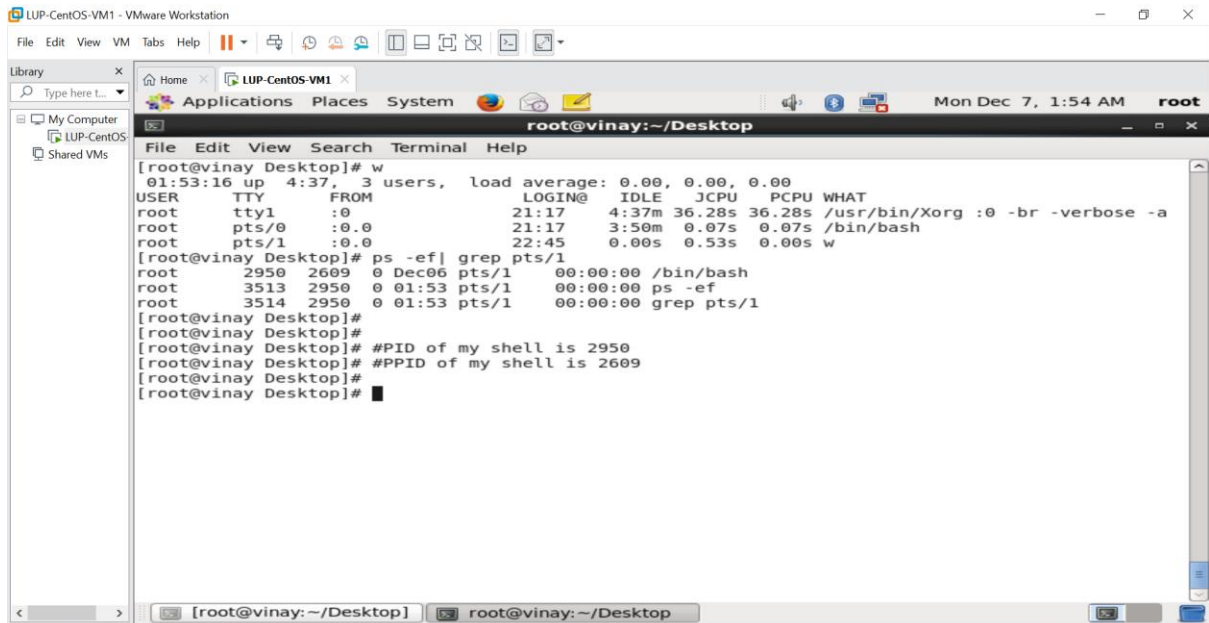 LUP-CentOS-VM1 - VMware Workstation
File Edit View VM Tabs Help
Library
Type here t...
My Computer
LUP-CentOS-
Shared VMs
Home LUP-CentOS-VM1
Applications Places System Mon Dec 7, 1:54 AM root
root@vinay:~/Desktop
File Edit View Search Terminal Help
[root@vinay Desktop]# w
 01:53:16 up  4:37,  3 users,  load average: 0.00, 0.00, 0.00
USER     TTY      FROM              LOGIN@   IDLE   JCPU   PCPU WHAT
root     tty1     :0               21:17    4:37m 36.28s 36.28s /usr/bin/Xorg :0 -br -verbose -a
root     pts/0    :0.0             21:17    3:50m  0.07s  0.07s /bin/bash
root     pts/1    :0.0             22:45    0.00s  0.53s  0.00s w
[root@vinay Desktop]# ps -ef| grep pts/1
root      2950  2609  0 Dec06 pts/1    00:00:00 /bin/bash
root      3513  2950  0 01:53 pts/1    00:00:00 ps -ef
root      3514  2950  0 01:53 pts/1    00:00:00 grep pts/1
[root@vinay Desktop]#
[root@vinay Desktop]#
[root@vinay Desktop]# #PID of my shell is 2950
[root@vinay Desktop]# #PPID of my shell is 2609
[root@vinay Desktop]#
[root@vinay Desktop]#
[root@vinay:~/Desktop] root@vinay:~/Desktop